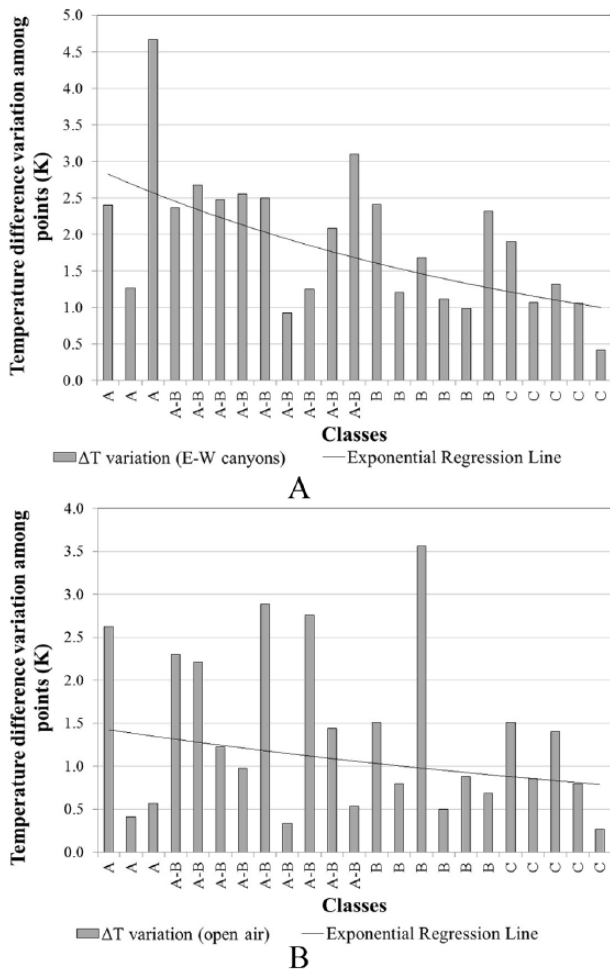 Temperature difference variation among
points (K)
5.0
4.5
4.0
3.5
3.0
2.5
2.0
1.5
1.0
0.5
0.0
A A A A-B A-B A-B A-B A-B A-B A-B A-B A-B B B B B B B C C C C C
Classes
ΔT variation (E-W canyons) Exponential Regression Line
A
Temperature difference variation among
points (K)
4.0
3.5
3.0
2.5
2.0
1.5
1.0
0.5
0.0
A A A A-B A-B A-B A-B A-B A-B A-B A-B A-B B B B B B B C C C C C
Classes
ΔT variation (open air) Exponential Regression Line
B